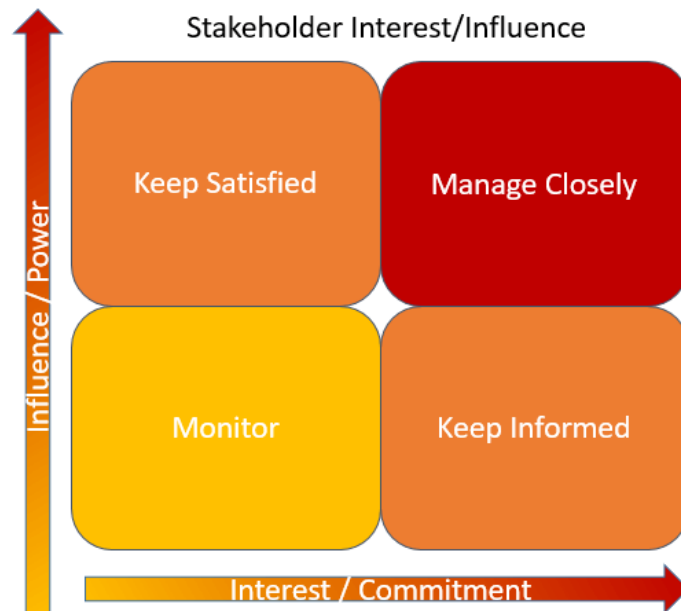 Stakeholder Interest/Influence
Keep Satisfied
Manage Closely
Influence / Power
Monitor
Keep Informed
Interest / Commitment